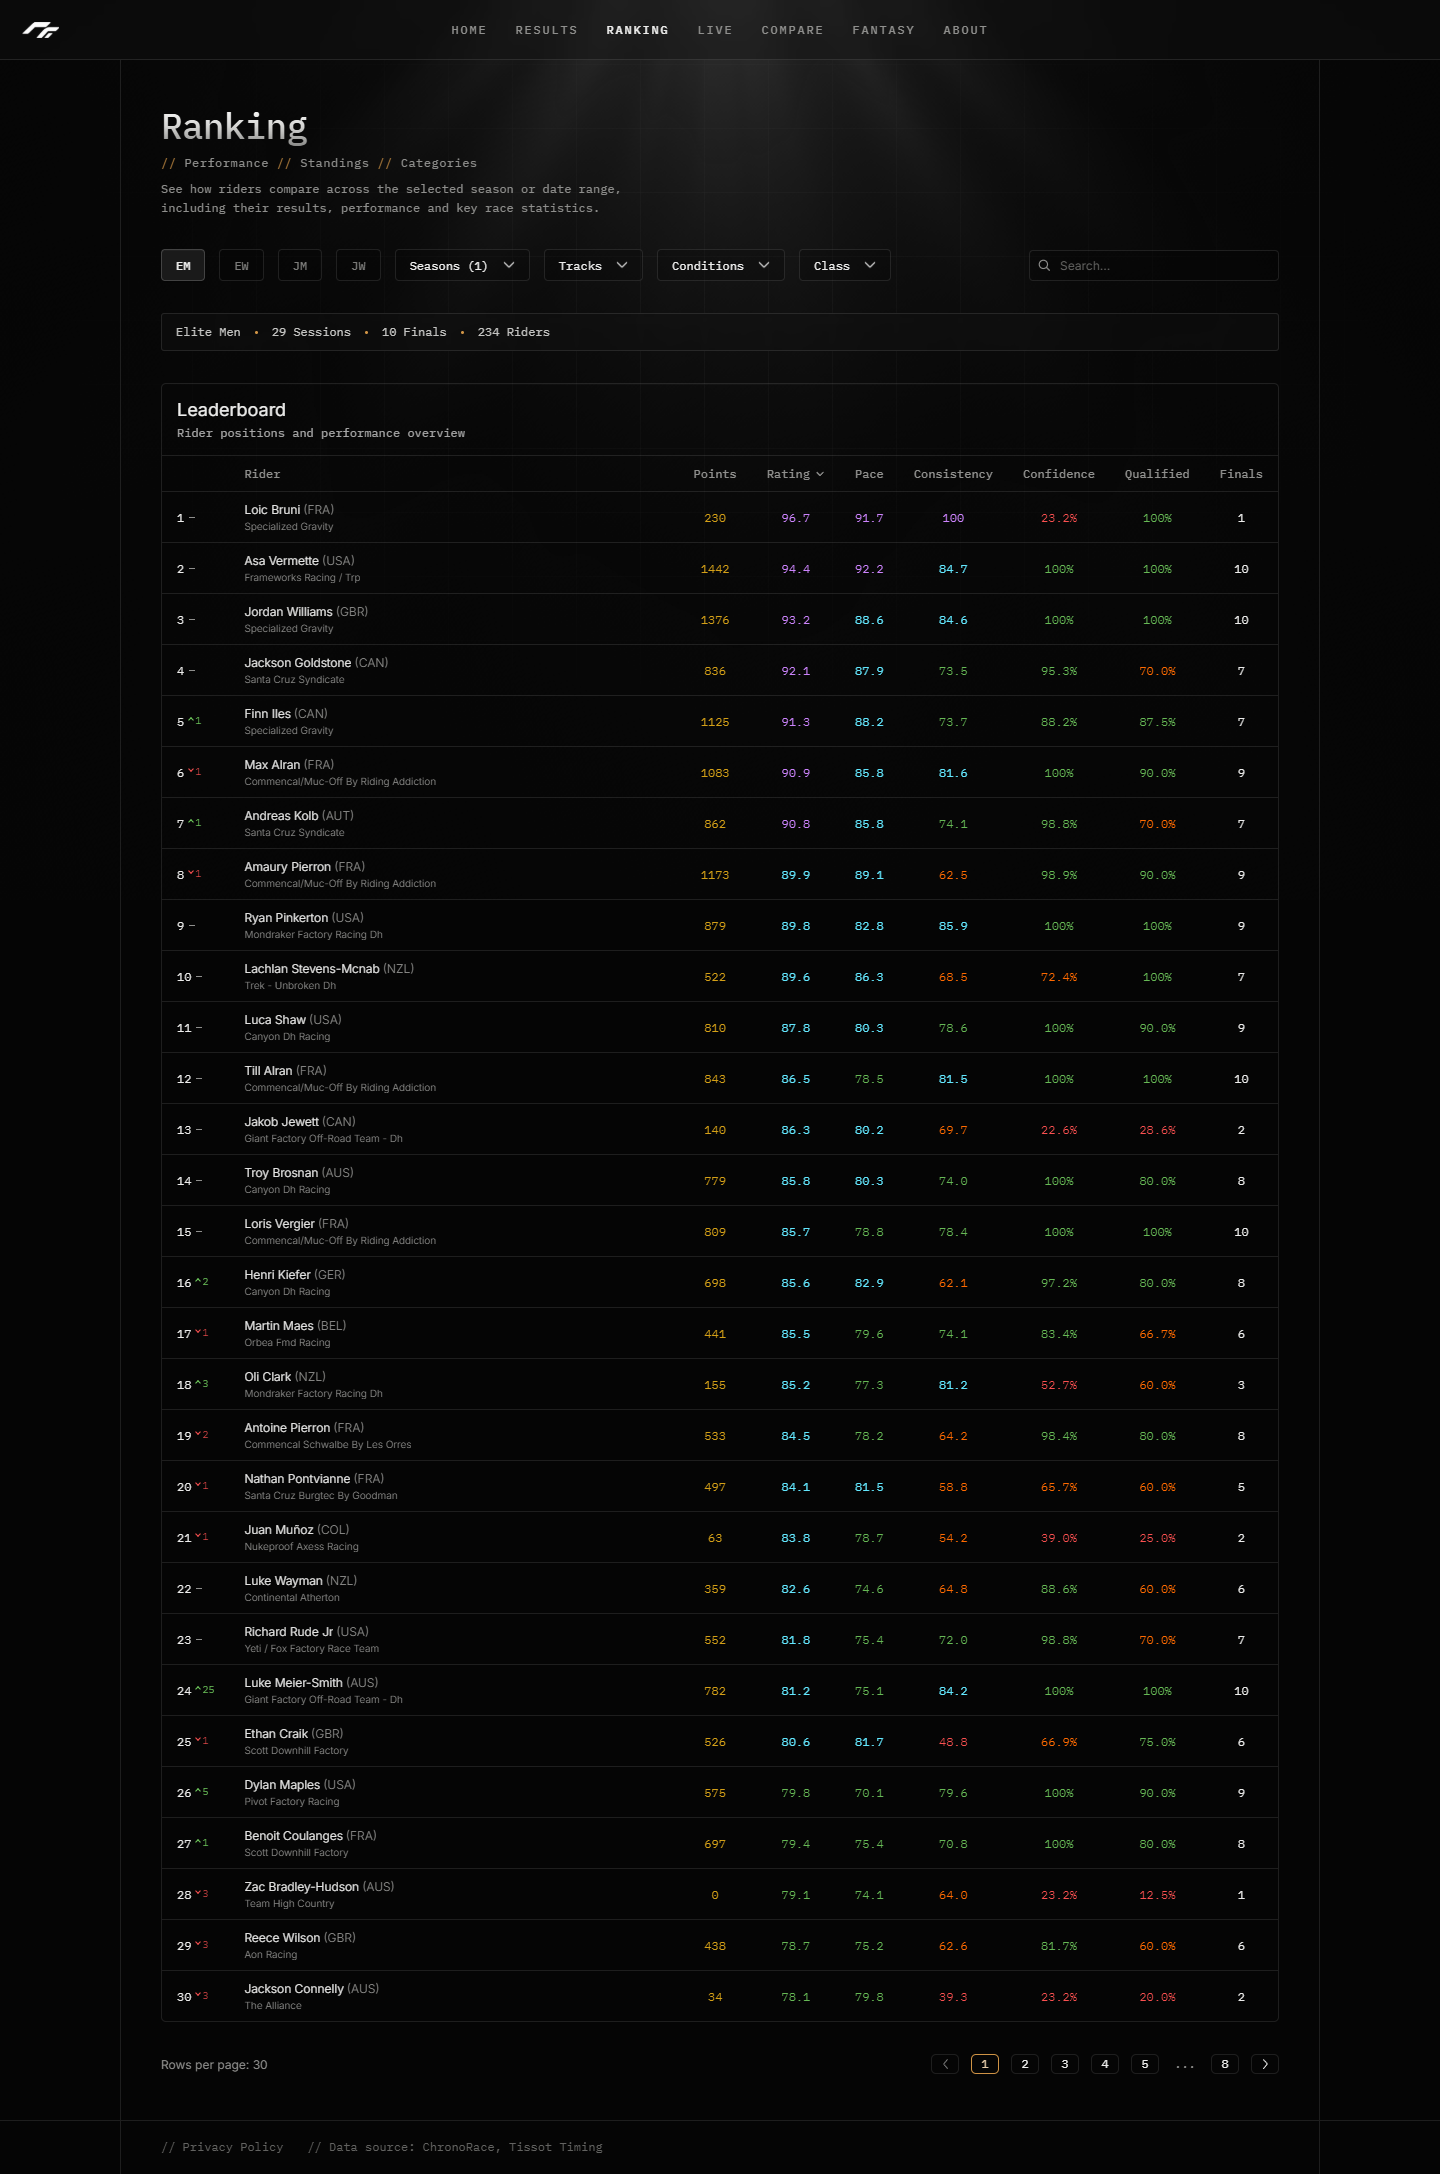 HOME RESULTS RANKING LIVE COMPARE FANTASY ABOUT
Ranking
// Performance // Standings // Categories
See how riders compare across the selected season or date range,
including their results, performance and key race statistics.
EM EW JM JW Seasons (1) Tracks Conditions Class Search...
Elite Men • 29 Sessions • 10 Finals • 234 Riders
Leaderboard
Rider positions and performance overview
Rider Points Rating Pace Consistency Confidence Qualified Finals
1 – Loic Bruni (FRA) 230 96.7 91.7 100 23.2% 100% 1
Specialized Gravity
2 – Asa Vermette (USA) 1442 94.4 92.2 84.7 100% 100% 10
Frameworks Racing / Trp
3 – Jordan Williams (GBR) 1376 93.2 88.6 84.6 100% 100% 10
Specialized Gravity
4 – Jackson Goldstone (CAN) 836 92.1 87.9 73.5 95.3% 70.0% 7
Santa Cruz Syndicate
5 1 Finn Iles (CAN) 1125 91.3 88.2 73.7 88.2% 87.5% 7
Specialized Gravity
6 1 Max Alran (FRA) 1083 90.9 85.8 81.6 100% 90.0% 9
Commencal/Muc-Off By Riding Addiction
7 1 Andreas Kolb (AUT) 862 90.8 85.8 74.1 98.8% 70.0% 7
Santa Cruz Syndicate
8 1 Amaury Pierron (FRA) 1173 89.9 89.1 62.5 98.9% 90.0% 9
Commencal/Muc-Off By Riding Addiction
9 – Ryan Pinkerton (USA) 879 89.8 82.8 85.9 100% 100% 9
Mondraker Factory Racing Dh
10 – Lachlan Stevens-Mcnab (NZL) 522 89.6 86.3 68.5 72.4% 100% 7
Trek - Unbroken Dh
11 – Luca Shaw (USA) 810 87.8 80.3 78.6 100% 90.0% 9
Canyon Dh Racing
12 – Till Alran (FRA) 843 86.5 78.5 81.5 100% 100% 10
Commencal/Muc-Off By Riding Addiction
13 – Jakob Jewett (CAN) 140 86.3 80.2 69.7 22.6% 28.6% 2
Giant Factory Off-Road Team - Dh
14 – Troy Brosnan (AUS) 779 85.8 80.3 74.0 100% 80.0% 8
Canyon Dh Racing
15 – Loris Vergier (FRA) 809 85.7 78.8 78.4 100% 100% 10
Commencal/Muc-Off By Riding Addiction
16 2 Henri Kiefer (GER) 698 85.6 82.9 62.1 97.2% 80.0% 8
Canyon Dh Racing
17 1 Martin Maes (BEL) 441 85.5 79.6 74.1 83.4% 66.7% 6
Orbea Fmd Racing
18 3 Oli Clark (NZL) 155 85.2 77.3 81.2 52.7% 60.0% 3
Mondraker Factory Racing Dh
19 2 Antoine Pierron (FRA) 533 84.5 78.2 64.2 98.4% 80.0% 8
Commencal Schwalbe By Les Orres
20 1 Nathan Pontvianne (FRA) 497 84.1 81.5 58.8 65.7% 60.0% 5
Santa Cruz Burgtec By Goodman
21 1 Juan Muñoz (COL) 63 83.8 78.7 54.2 39.0% 25.0% 2
Nukeproof Axess Racing
22 – Luke Wayman (NZL) 359 82.6 74.6 64.8 88.6% 60.0% 6
Continental Atherton
23 – Richard Rude Jr (USA) 552 81.8 75.4 72.0 98.8% 70.0% 7
Yeti / Fox Factory Race Team
24 25 Luke Meier-Smith (AUS) 782 81.2 75.1 84.2 100% 100% 10
Giant Factory Off-Road Team - Dh
25 1 Ethan Craik (GBR) 526 80.6 81.7 48.8 66.9% 75.0% 6
Scott Downhill Factory
26 5 Dylan Maples (USA) 575 79.8 70.1 79.6 100% 90.0% 9
Pivot Factory Racing
27 1 Benoit Coulanges (FRA) 697 79.4 75.4 70.8 100% 80.0% 8
Scott Downhill Factory
28 3 Zac Bradley-Hudson (AUS) 0 79.1 74.1 64.0 23.2% 12.5% 1
Team High Country
29 3 Reece Wilson (GBR) 438 78.7 75.2 62.6 81.7% 60.0% 6
Aon Racing
30 3 Jackson Connelly (AUS) 34 78.1 79.8 39.3 23.2% 20.0% 2
The Alliance
Rows per page: 30 1 2 3 4 5 ... 8
// Privacy Policy // Data source: ChronoRace, Tissot Timing